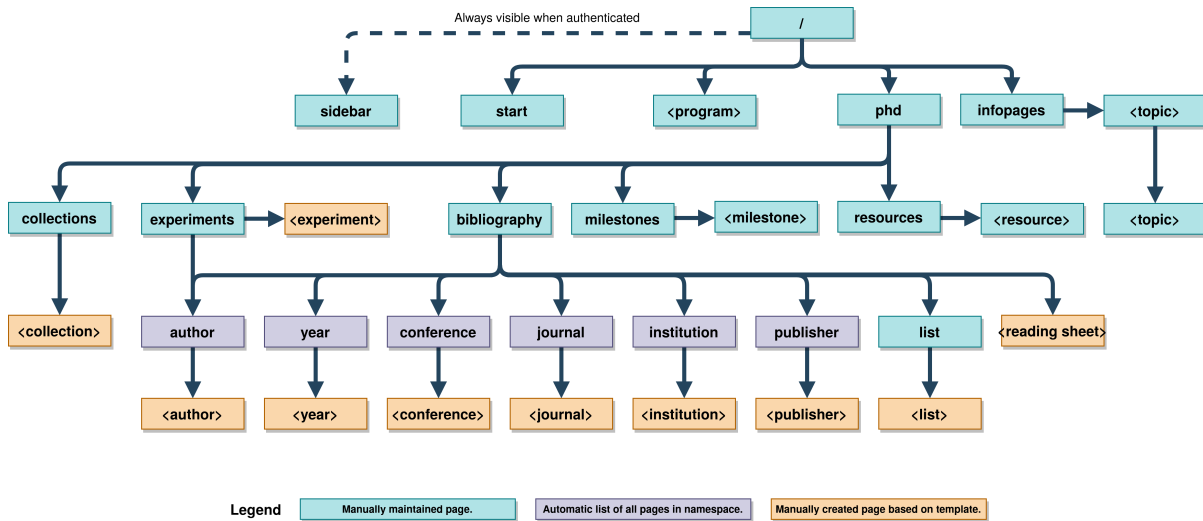 Always visible when authenticated
/
sidebar
start
<program>
phd
infopages
<topic>
collections
experiments
<experiment>
bibliography
milestones
<milestone>
resources
<resource>
<topic>
<collection>
author
year
conference
journal
institution
publisher
list
<reading sheet>
<author>
<year>
<conference>
<journal>
<institution>
<publisher>
<list>
Legend
Manually maintained page.
Automatic list of all pages in namespace.
Manually created page based on template.